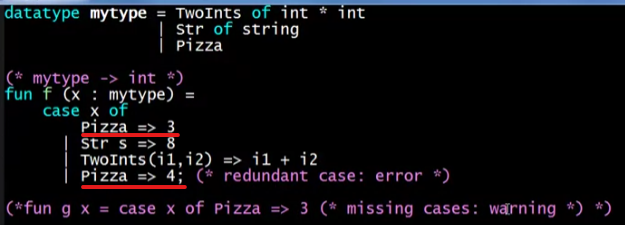 datatype mytype = TwoInts of int * int
| Str of string
| Pizza
(* mytype -> int *)
fun f (x : mytype) =
case x of
Pizza => 3
| Str s => 8
| TwoInts(i1,i2) => i1 + i2
| Pizza => 4; (* redundant case: error *)
(*fun g x = case x of Pizza => 3 (* missing cases: warning *) *)